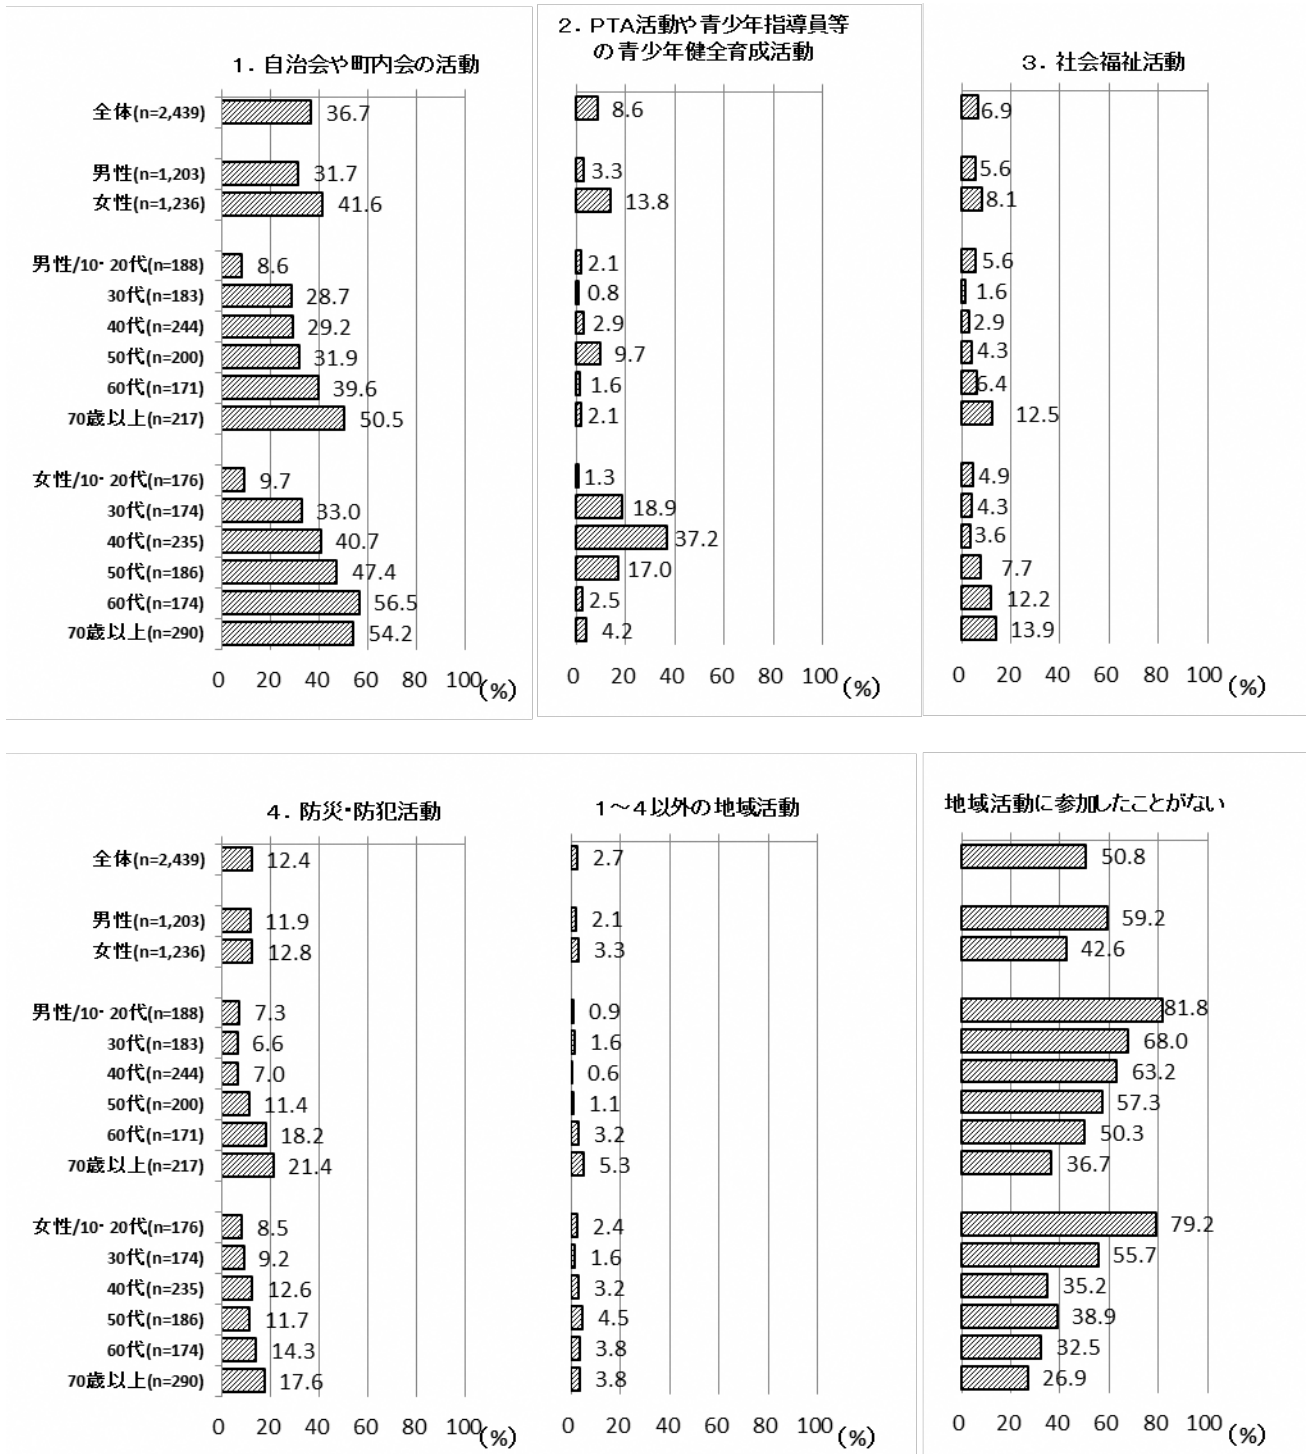 1．自治会や町内会の活動
全体(n=2,439) 36.7
男性(n=1,203) 31.7
女性(n=1,236) 41.6
男性/10・20代(n=188) 8.6
30代(n=183) 28.7
40代(n=244) 29.2
50代(n=200) 31.9
60代(n=171) 39.6
70歳以上(n=217) 50.5
女性/10・20代(n=176) 9.7
30代(n=174) 33.0
40代(n=235) 40.7
50代(n=186) 47.4
60代(n=174) 56.5
70歳以上(n=290) 54.2
0 20 40 60 80 100 (%)
2．PTA活動や青少年指導員等
の青少年健全育成活動
8.6
3.3
13.8
2.1
0.8
2.9
9.7
1.6
2.1
1.3
18.9
37.2
17.0
2.5
4.2
0 20 40 60 80 100 (%)
3．社会福祉活動
6.9
5.6
8.1
5.6
1.6
2.9
4.3
6.4
12.5
4.9
4.3
3.6
7.7
12.2
13.9
0 20 40 60 80 100 (%)
4．防災・防犯活動
全体(n=2,439) 12.4
男性(n=1,203) 11.9
女性(n=1,236) 12.8
男性/10・20代(n=188) 7.3
30代(n=183) 6.6
40代(n=244) 7.0
50代(n=200) 11.4
60代(n=171) 18.2
70歳以上(n=217) 21.4
女性/10・20代(n=176) 8.5
30代(n=174) 9.2
40代(n=235) 12.6
50代(n=186) 11.7
60代(n=174) 14.3
70歳以上(n=290) 17.6
0 20 40 60 80 100 (%)
1～4以外の地域活動
2.7
2.1
3.3
0.9
1.6
0.6
1.1
3.2
5.3
2.4
1.6
3.2
4.5
3.8
3.8
0 20 40 60 80 100 (%)
地域活動に参加したことがない
50.8
59.2
42.6
81.8
68.0
63.2
57.3
50.3
36.7
79.2
55.7
35.2
38.9
32.5
26.9
0 20 40 60 80 100 (%)